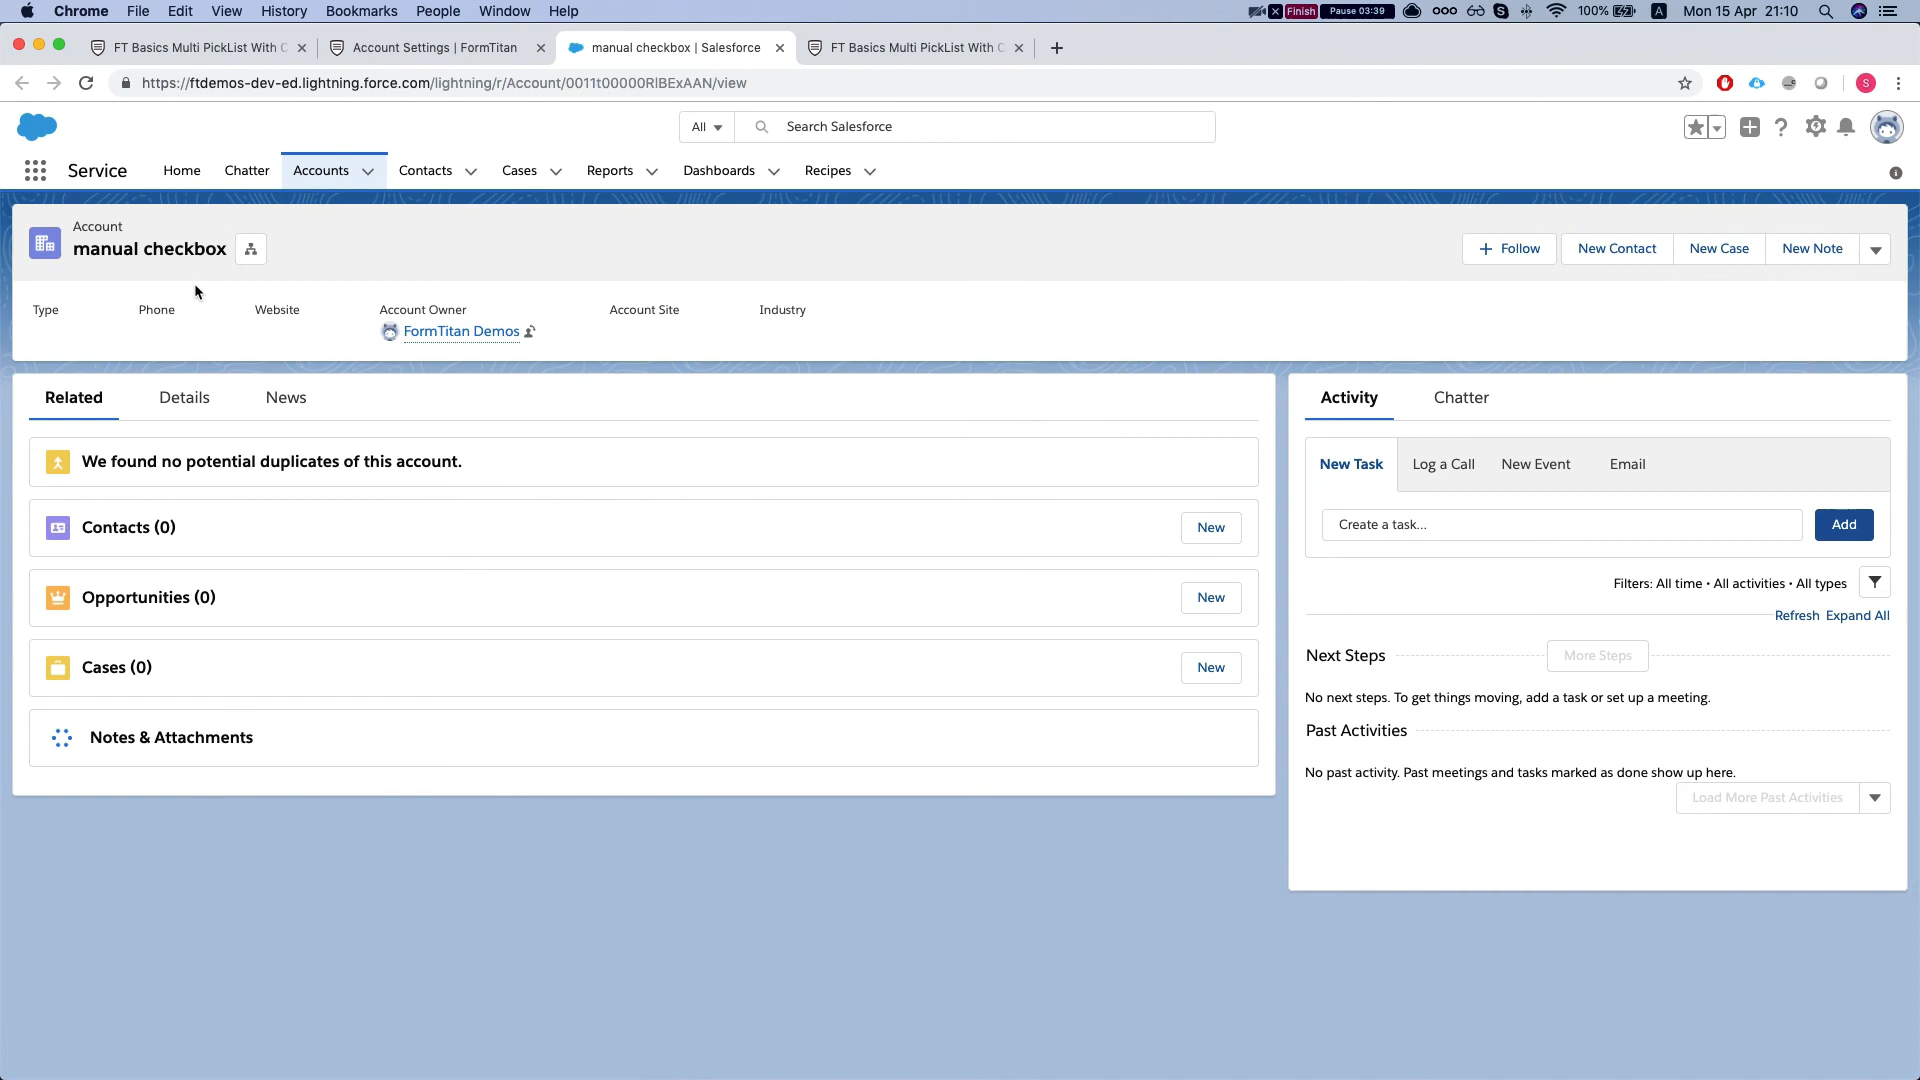 Chrome File Edit View History Bookmarks People Window Help Finish Pause 03:39 100% A Mon 15 Apr 21:10
FT Basics Multi PickList With C Account Settings | FormTitan manual checkbox | Salesforce FT Basics Multi PickList With C
https://ftdemos-dev-ed.lightning.force.com/lightning/r/Account/0011t00000RIBExAAN/view S
All Search Salesforce
Service Home Chatter Accounts Contacts Cases Reports Dashboards Recipes
Account
manual checkbox
Follow New Contact New Case New Note
Type Phone Website Account Owner Account Site Industry
FormTitan Demos
Related Details News
Activity Chatter
We found no potential duplicates of this account.
New Task Log a Call New Event Email
Contacts (0) New
Create a task... Add
Opportunities (0) New
Filters: All time • All activities • All types
Refresh Expand All
Cases (0) New
Next Steps More Steps
No next steps. To get things moving, add a task or set up a meeting.
Notes & Attachments
Past Activities
No past activity. Past meetings and tasks marked as done show up here.
Load More Past Activities